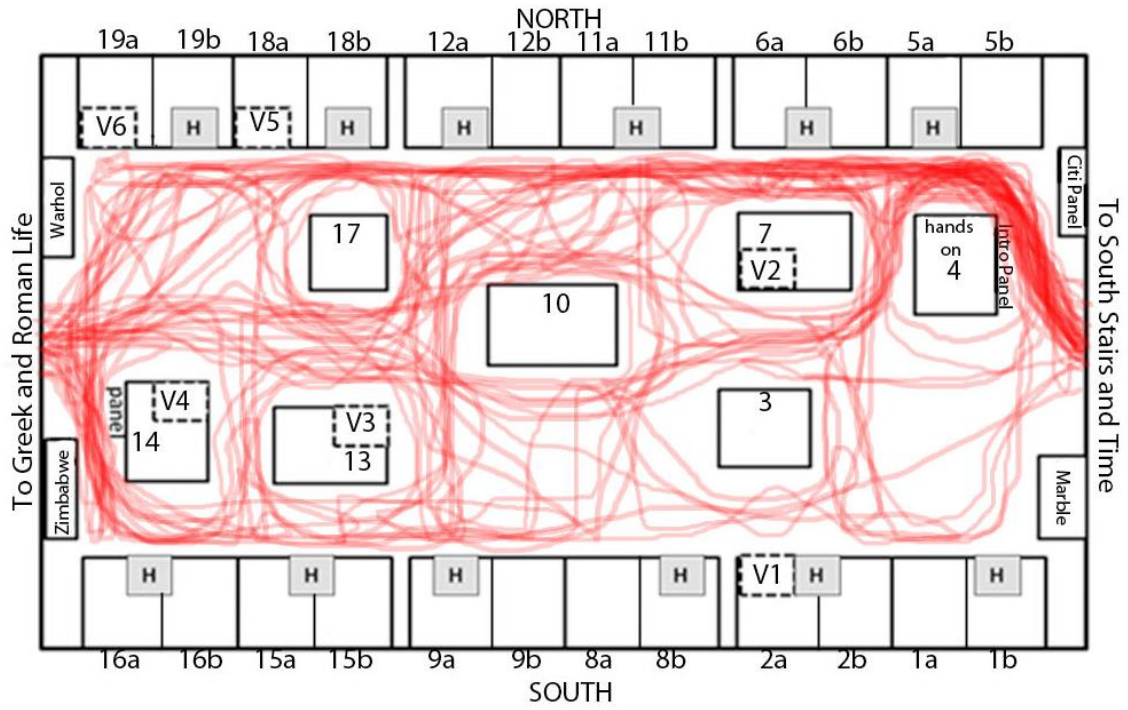 NORTH
19a 19b 18a 18b 12a 12b 11a 11b 6a 6b 5a 5b
V6 H V5 H H H H H
Warhol
Citi Panel
To Greek and Roman Life
To South Stairs and Time
17
7
V2
hands
on
4
Intro Panel
10
panel
V4
14
V3
13
3
Zimbabwe
Marble
H H H H V1 H H
16a 16b 15a 15b 9a 9b 8a 8b 2a 2b 1a 1b
SOUTH